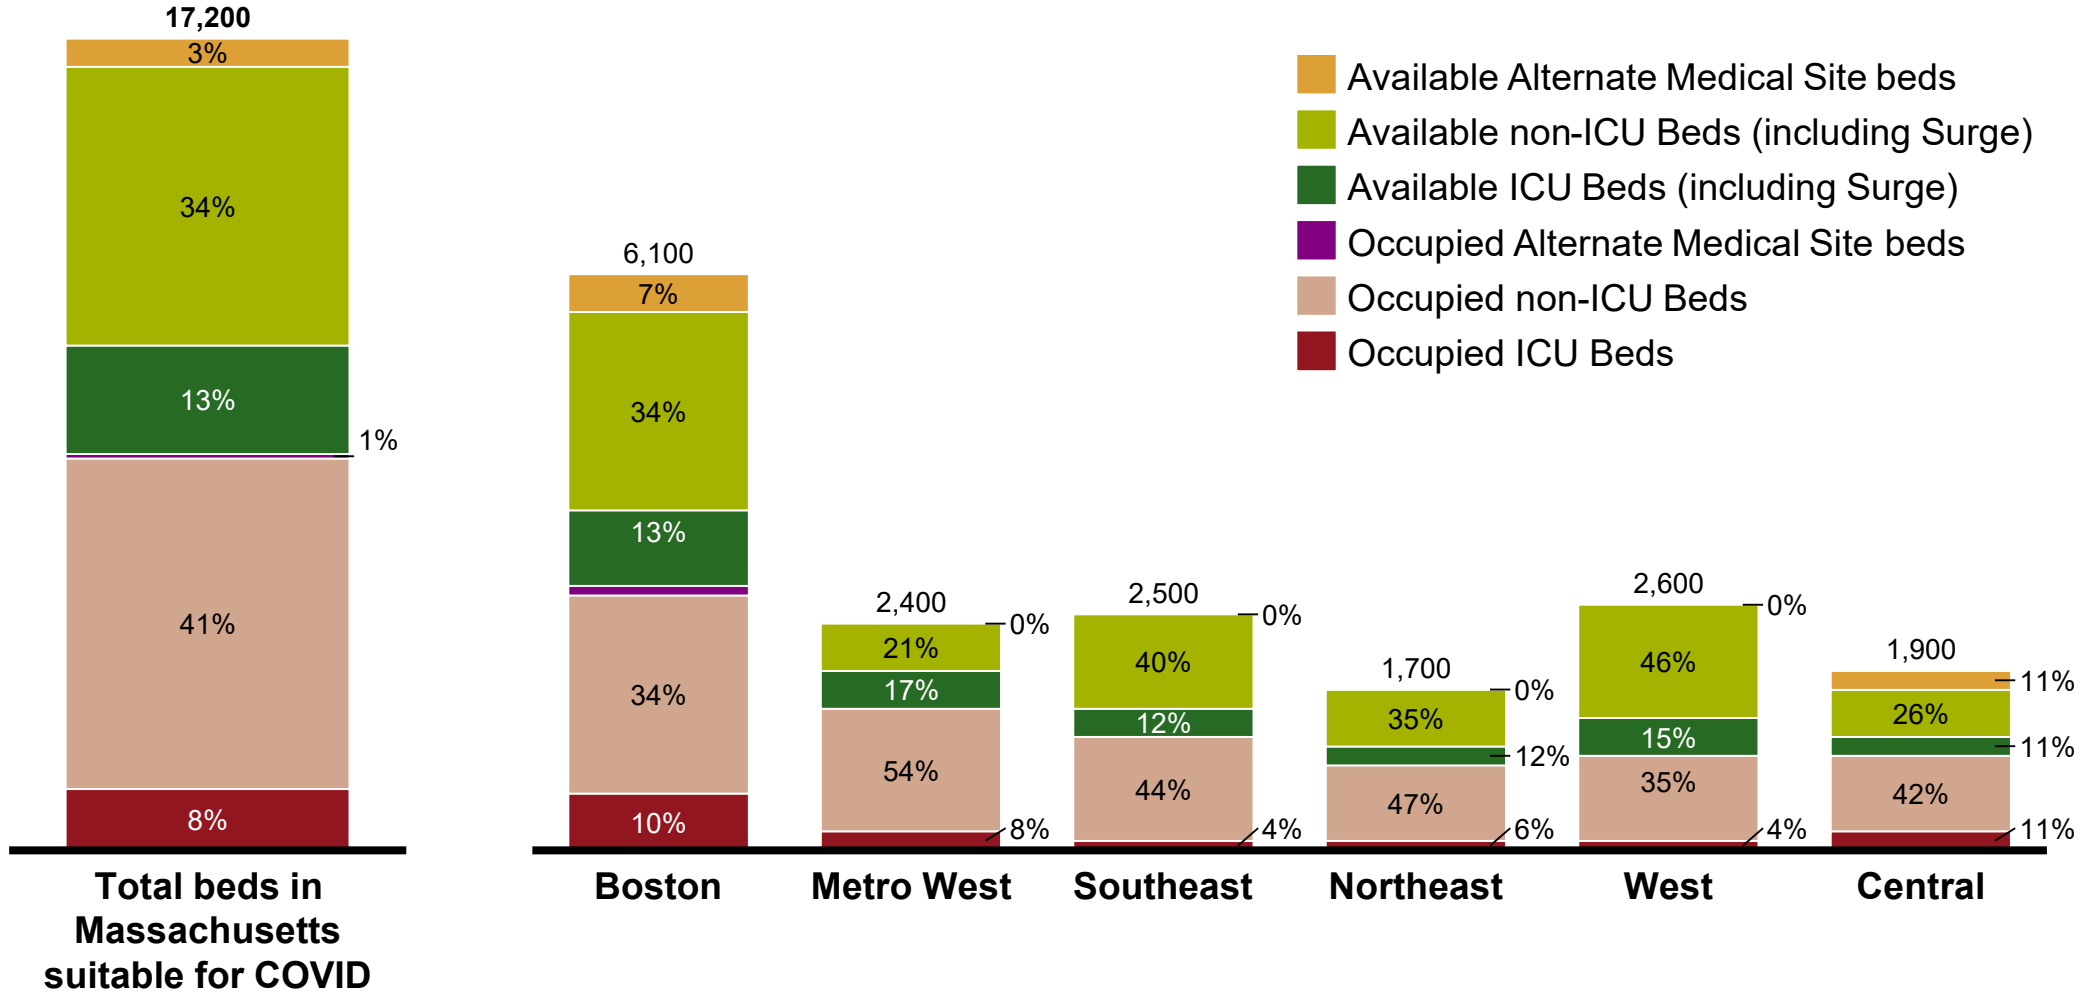 17,200
3%
34%
13%
1%
41%
8%
Total beds in
Massachusetts
suitable for COVID
Available Alternate Medical Site beds
Available non-ICU Beds (including Surge)
Available ICU Beds (including Surge)
Occupied Alternate Medical Site beds
Occupied non-ICU Beds
Occupied ICU Beds
6,100
7%
34%
13%
34%
10%
Boston
2,400
0%
21%
17%
54%
8%
Metro West
2,500
0%
40%
12%
44%
4%
Southeast
1,700
0%
35%
12%
47%
6%
Northeast
2,600
0%
46%
15%
35%
4%
West
1,900
11%
26%
11%
42%
11%
Central